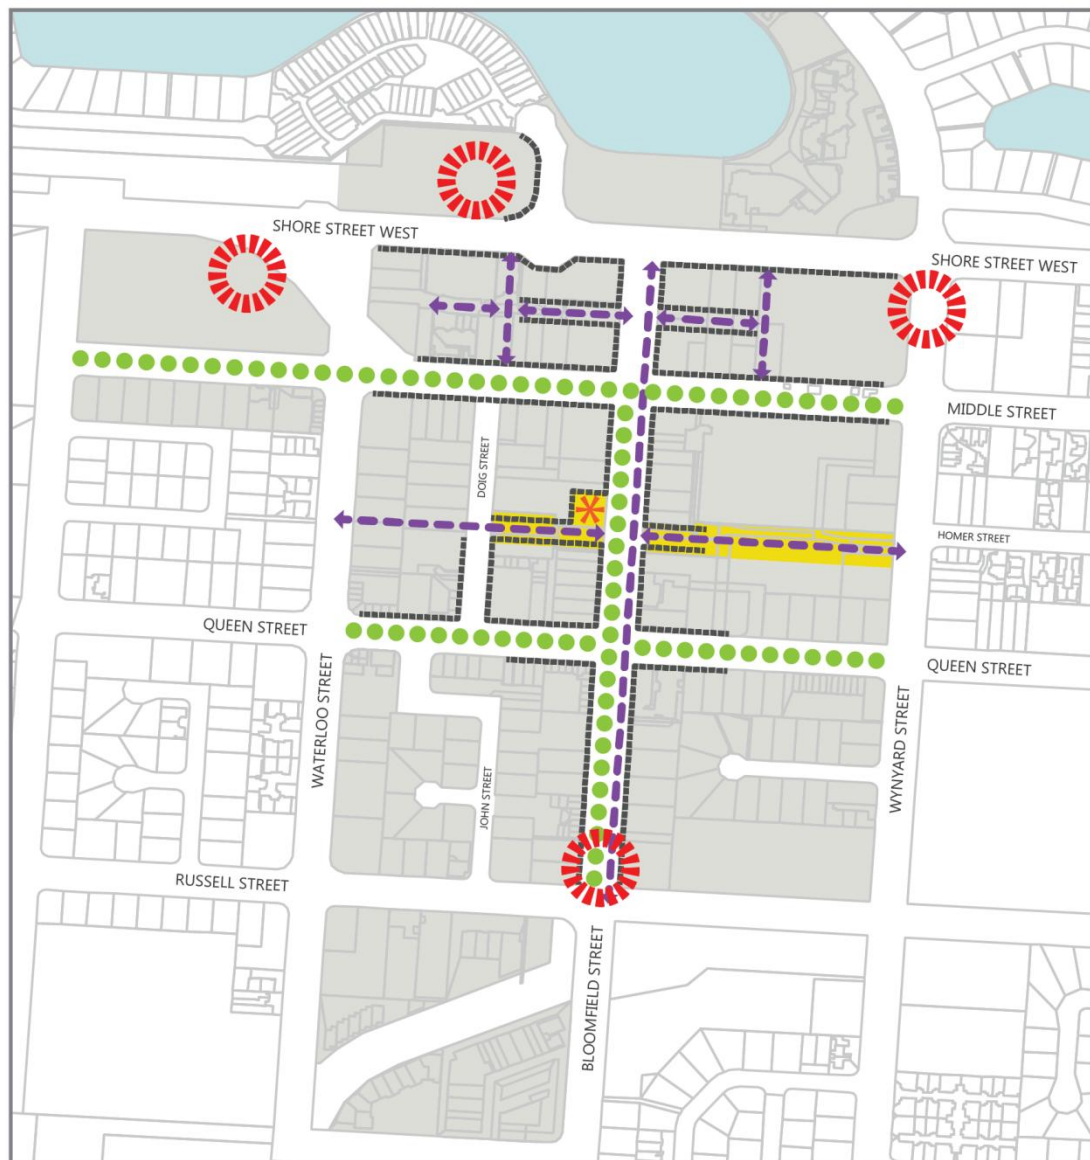 SHORE STREET WEST
SHORE STREET WEST
MIDDLE STREET
DOIG STREET
HOMER STREET
QUEEN STREET
QUEEN STREET
WATERLOO STREET
WYNYARD STREET
JOHN STREET
RUSSELL STREET
BLOOMFIELD STREET